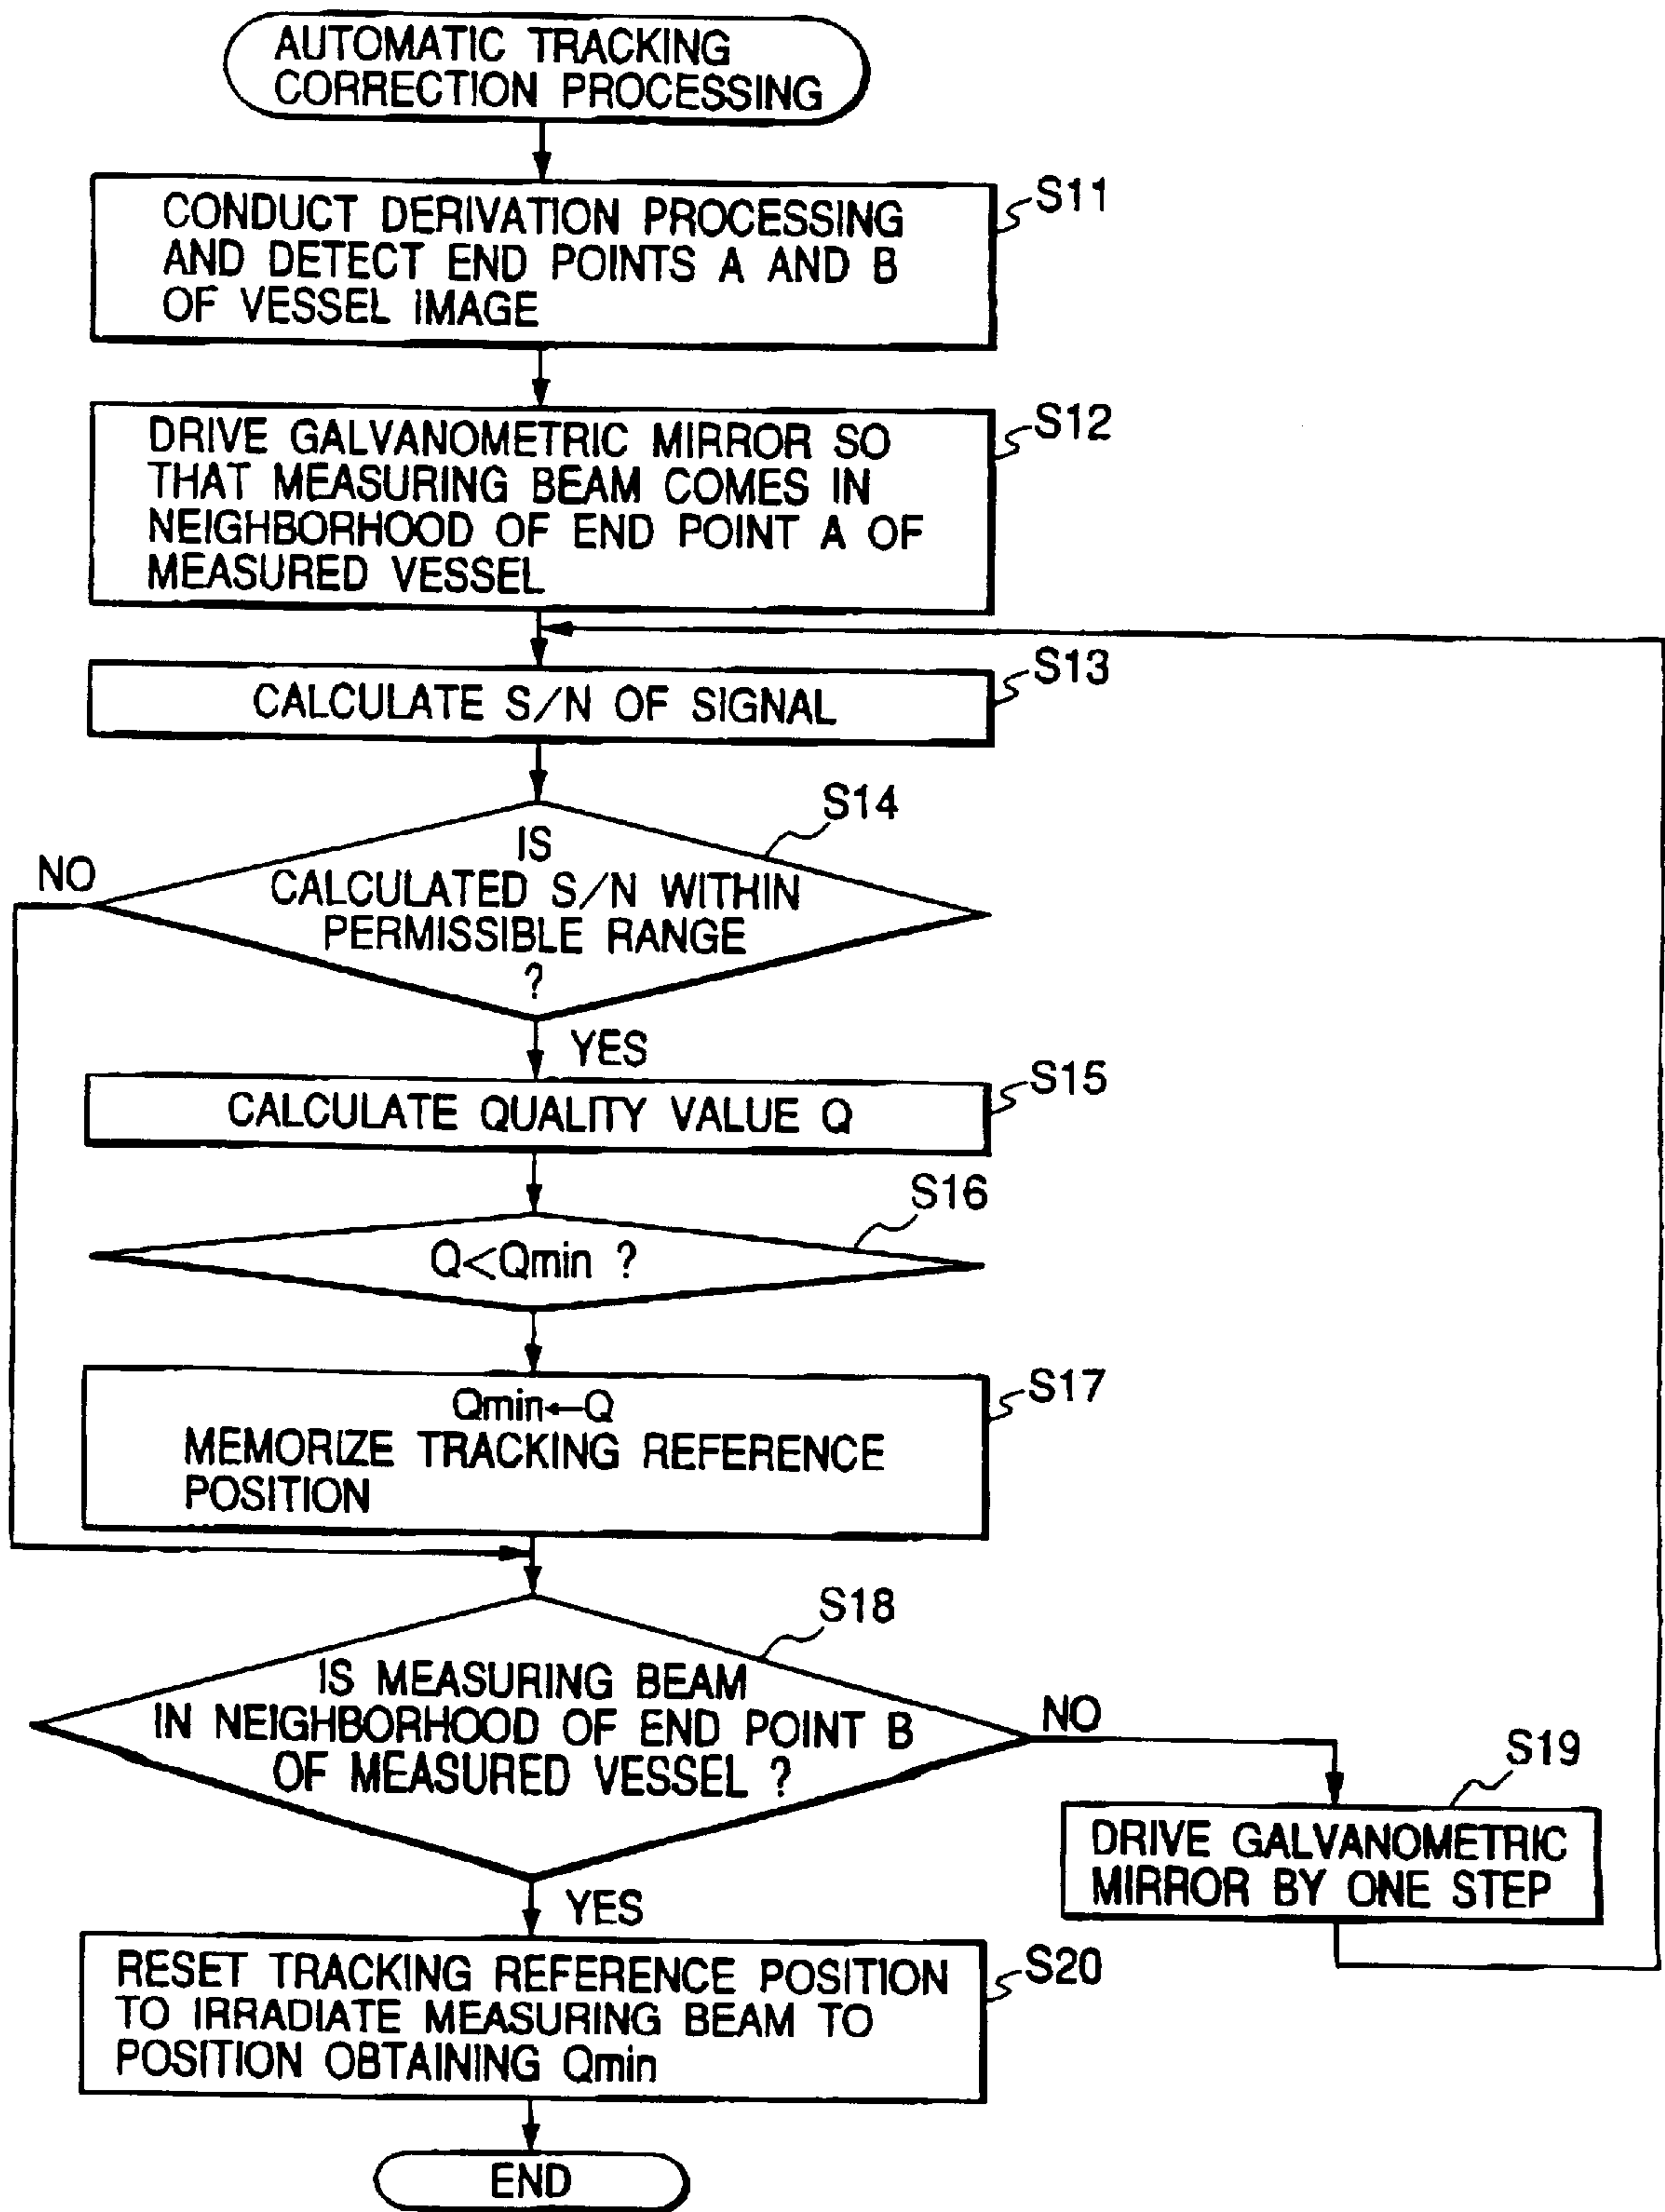 AUTOMATIC TRACKING
CORRECTION PROCESSING
S11
CONDUCT DERIVATION PROCESSING
AND DETECT END POINTS A AND B
OF VESSEL IMAGE
S12
DRIVE GALVANOMETRIC MIRROR SO
THAT MEASURING BEAM COMES IN
NEIGHBORHOOD OF END POINT A OF
MEASURED VESSEL
S13
CALCULATE S/N OF SIGNAL
S14
NO
IS
CALCULATED S/N WITHIN
PERMISSIBLE RANGE
?
YES
S15
CALCULATE QUALITY VALUE Q
S16
Q<Qmin ?
S17
Qmin←Q
MEMORIZE TRACKING REFERENCE
POSITION
S18
IS MEASURING BEAM
IN NEIGHBORHOOD OF END POINT B
OF MEASURED VESSEL ?
NO
S19
DRIVE GALVANOMETRIC
MIRROR BY ONE STEP
YES
S20
RESET TRACKING REFERENCE POSITION
TO IRRADIATE MEASURING BEAM TO
POSITION OBTAINING Qmin
END